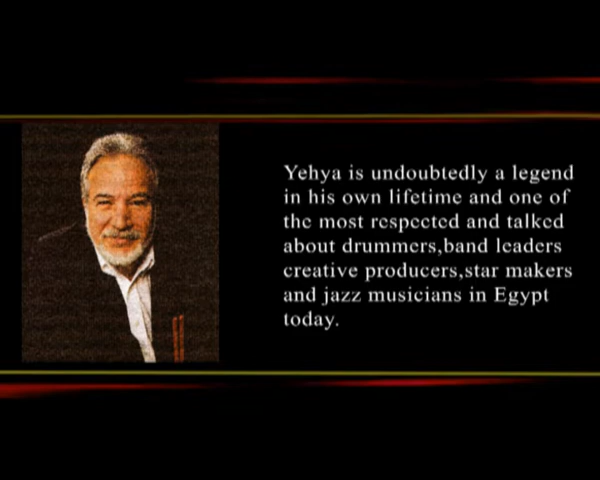 Yehya is undoubtedly a legend
in his own lifetime and one of
the most respected and talked
about drummers,band leaders
creative producers,star makers
and jazz musicians in Egypt
today.